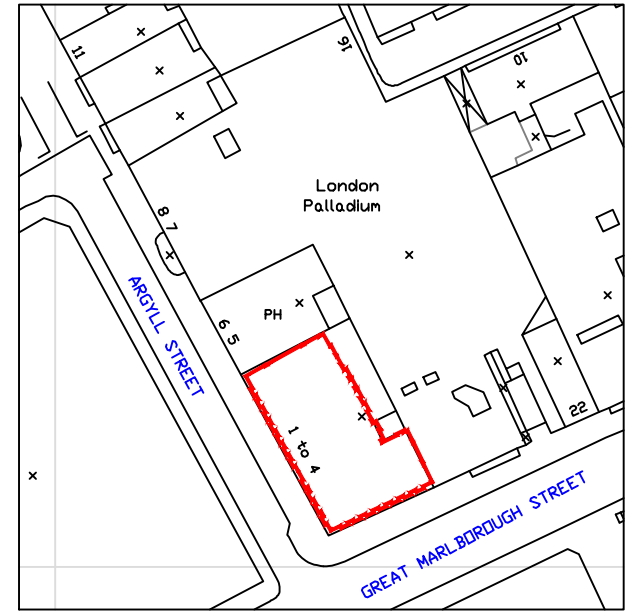 11
16
10
London
Palladium
8 7
PH
6 5
ARGYLL STREET
1 to 4
22
GREAT MARLBOROUGH STREET